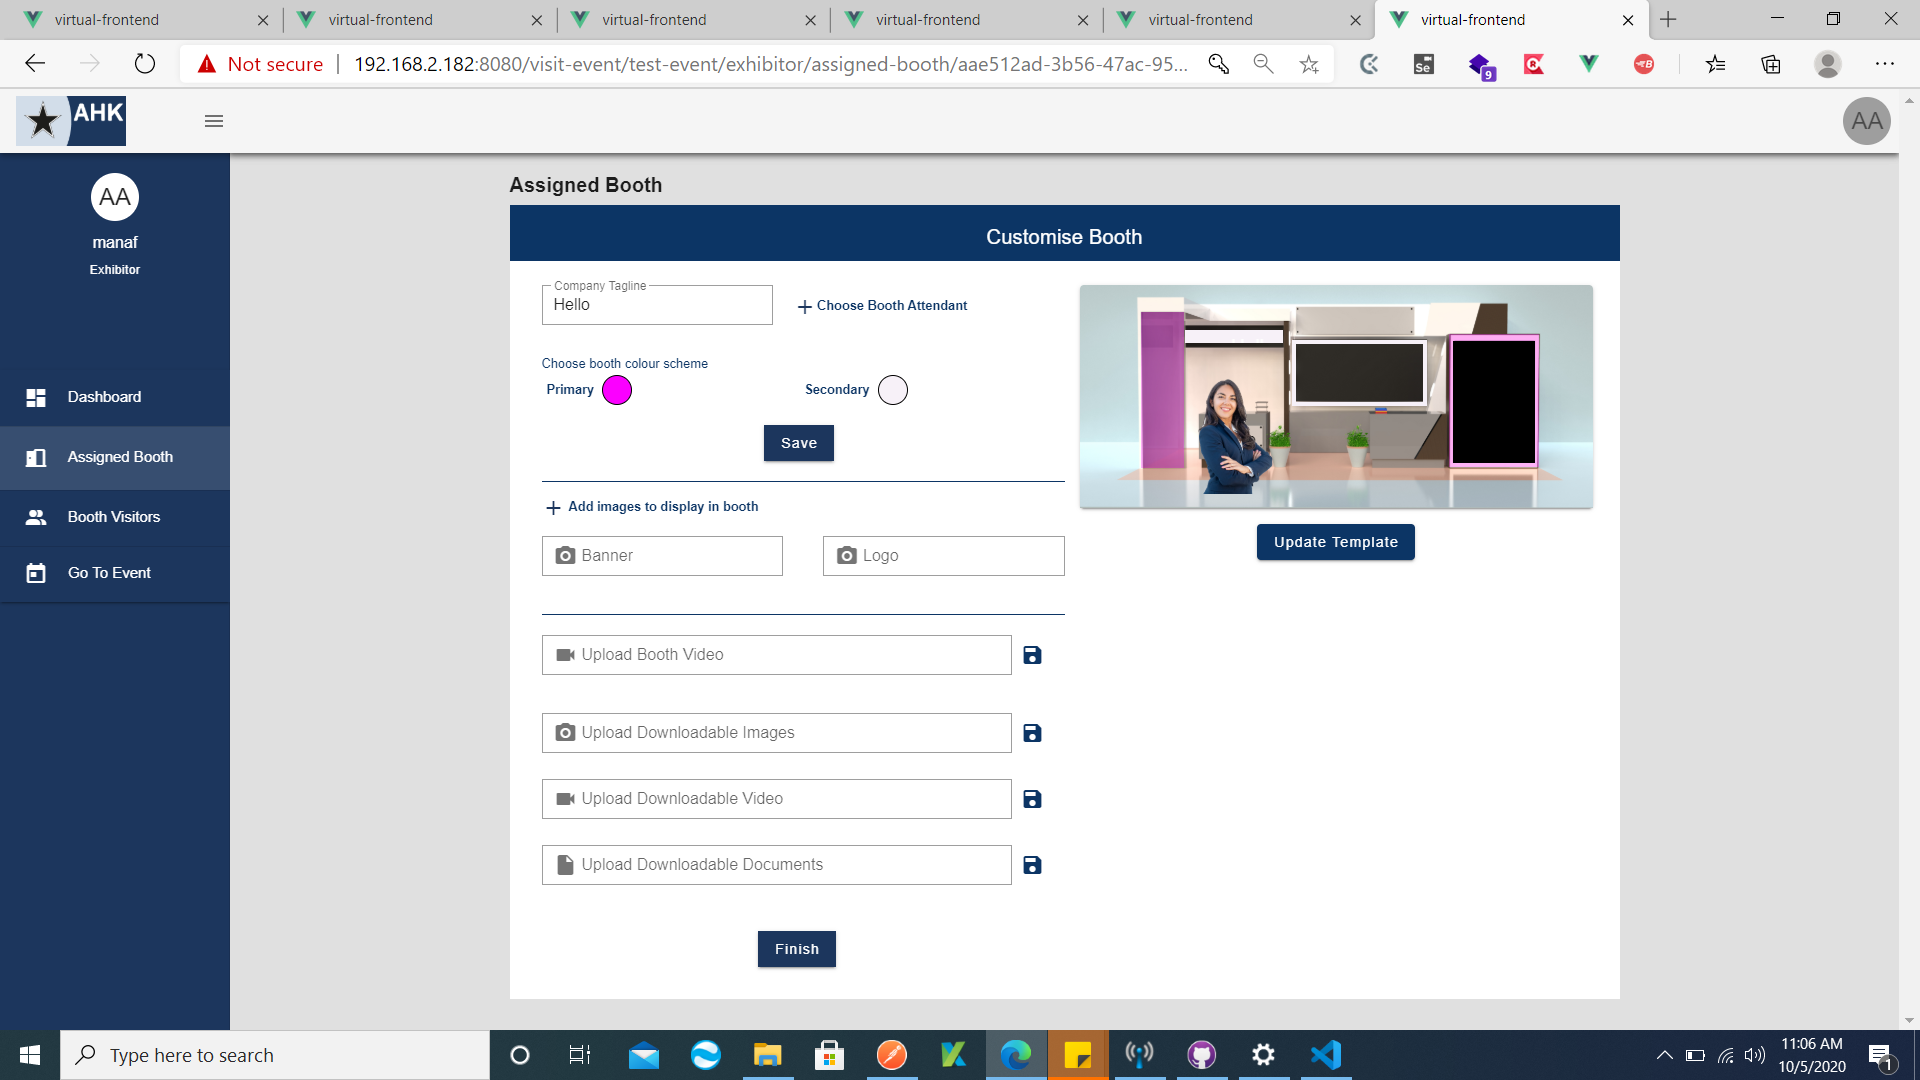 virtual-frontend
virtual-frontend
virtual-frontend
virtual-frontend
virtual-frontend
virtual-frontend
Not secure
192.168.2.182:8080/visit-event/test-event/exhibitor/assigned-booth/aae512ad-3b56-47ac-95...
Se
9
AHK
AA
AA
manaf
Exhibitor
Dashboard
Assigned Booth
Booth Visitors
Go To Event
Assigned Booth
Customise Booth
Company Tagline
Hello
Choose Booth Attendant
Choose booth colour scheme
Primary
Secondary
Save
Add images to display in booth
Banner
Logo
Update Template
Upload Booth Video
Upload Downloadable Images
Upload Downloadable Video
Upload Downloadable Documents
Finish
Type here to search
11:06 AM
10/5/2020
1